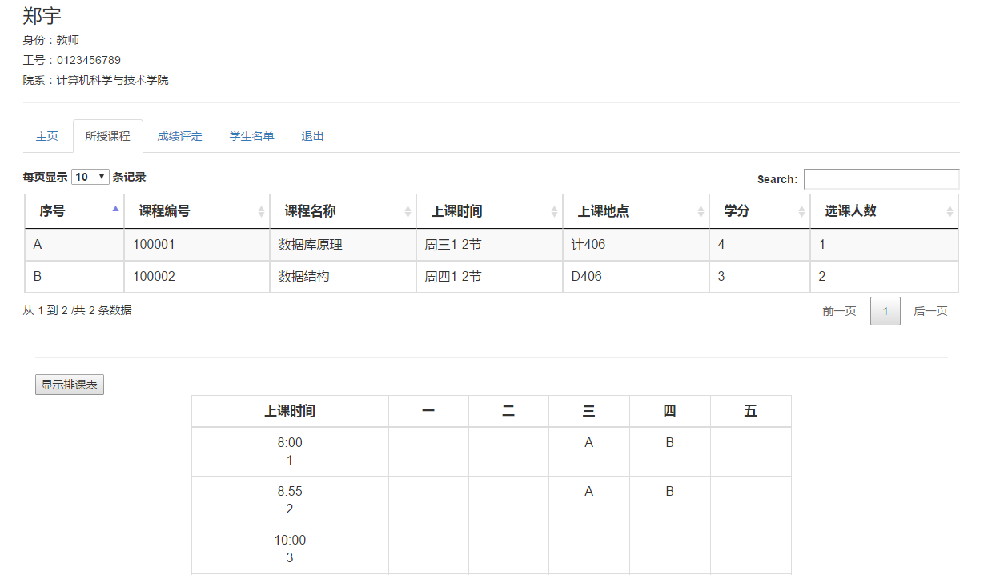 郑宇
身份：教师
工号：0123456789
院系：计算机科学与技术学院
主页 所授课程 成绩评定 学生名单 退出
每页显示 10 条记录 Search:
序号 课程编号 课程名称 上课时间 上课地点 学分 选课人数
A 100001 数据库原理 周三1-2节 计406 4 1
B 100002 数据结构 周四1-2节 D406 3 2
从 1 到 2 /共 2 条数据 前一页 1 后一页
显示排课表
上课时间 一 二 三 四 五
8:00 A B
1
8:55 A B
2
10:00
3